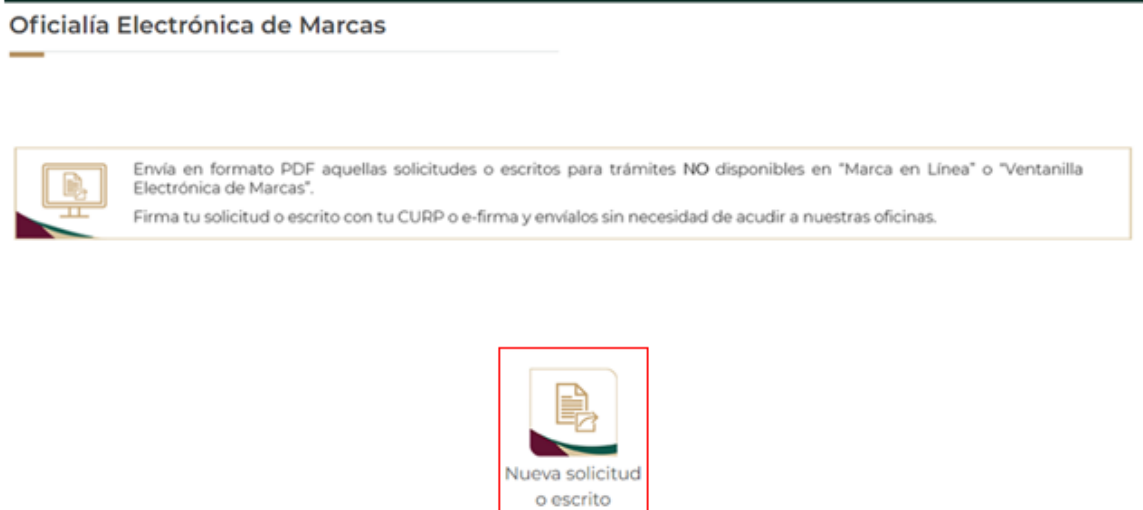 Oficialía Electrónica de Marcas
Envía en formato PDF aquellas solicitudes o escritos para trámites NO disponibles en “Marca en Línea” o “Ventanilla
Electrónica de Marcas”.
Firma tu solicitud o escrito con tu CURP o e-firma y envíalos sin necesidad de acudir a nuestras oficinas.
Nueva solicitud
o escrito